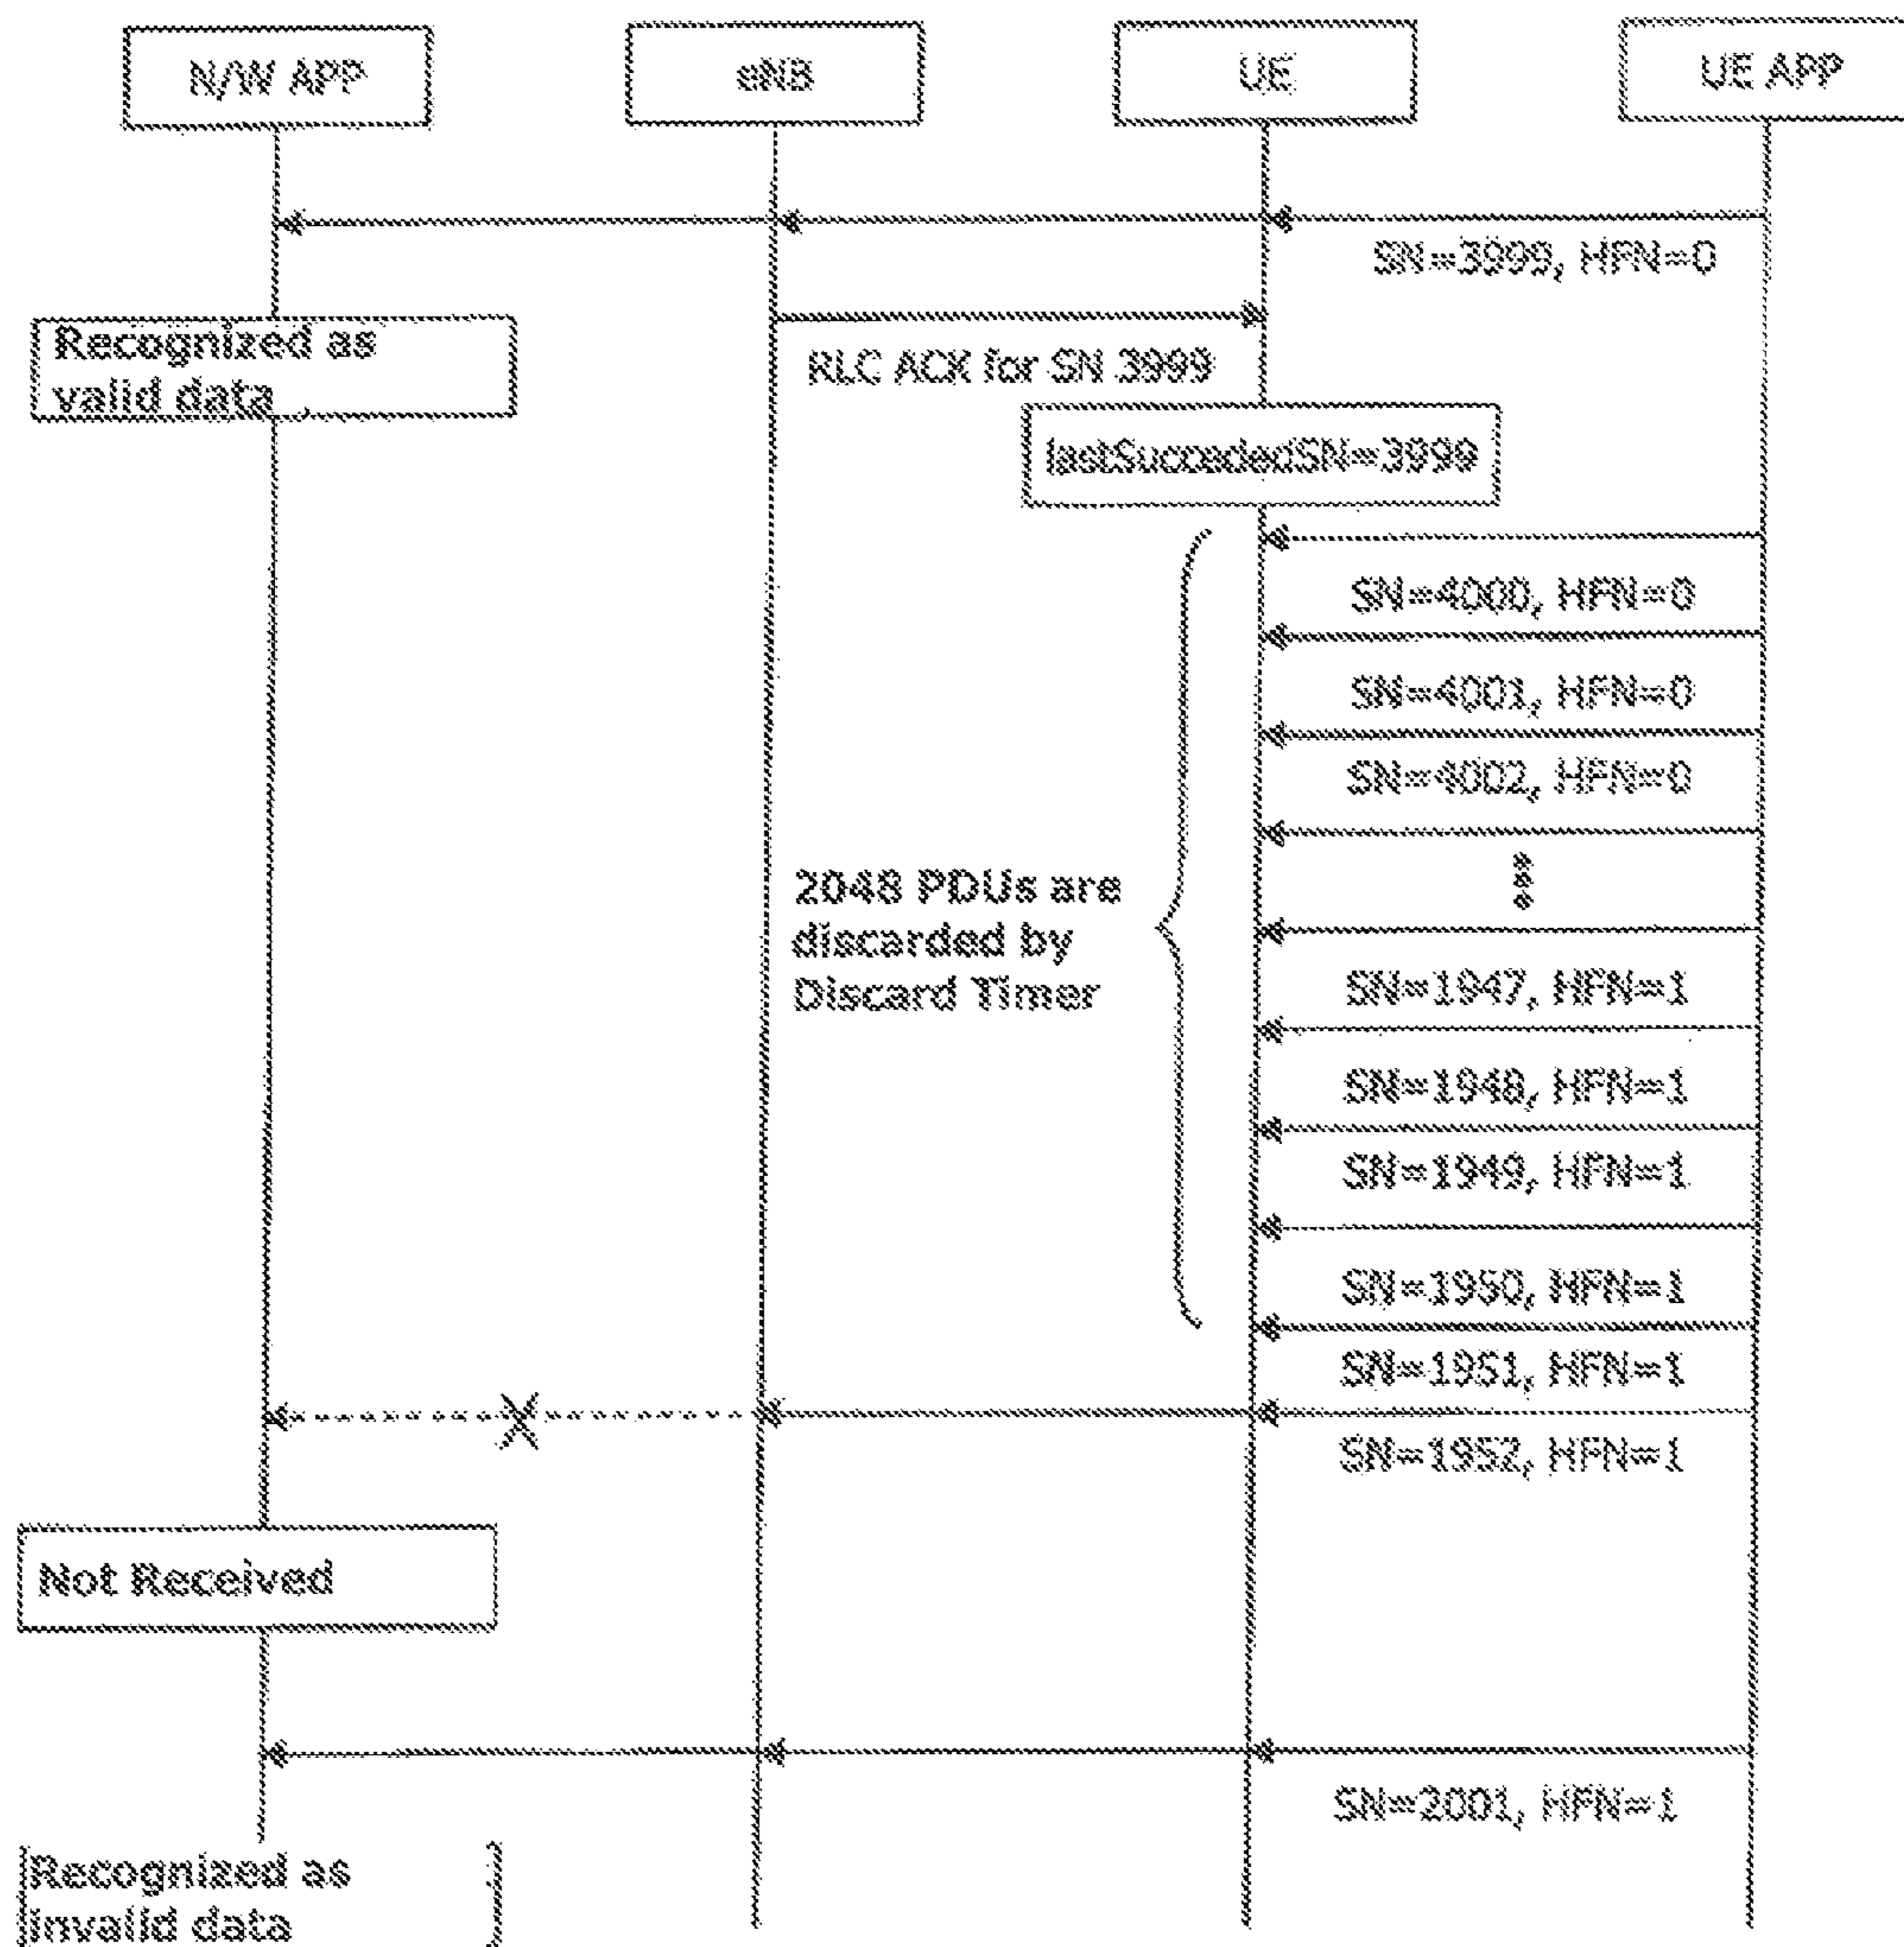 N/W APP
eNB
UE
UE APP
SN=3999, HFN=0
Recognized as
valid data
RLC ACK for SN 3999
lastSuccededSN=3999
SN=4000, HFN=0
SN=4001, HFN=0
SN=4002, HFN=0
2048 PDUs are
discarded by
Discard Timer
SN=1947, HFN=1
SN=1948, HFN=1
SN=1949, HFN=1
SN=1950, HFN=1
SN=1951, HFN=1
SN=1952, HFN=1
Not Received
SN=2001, HFN=1
Recognized as
invalid data